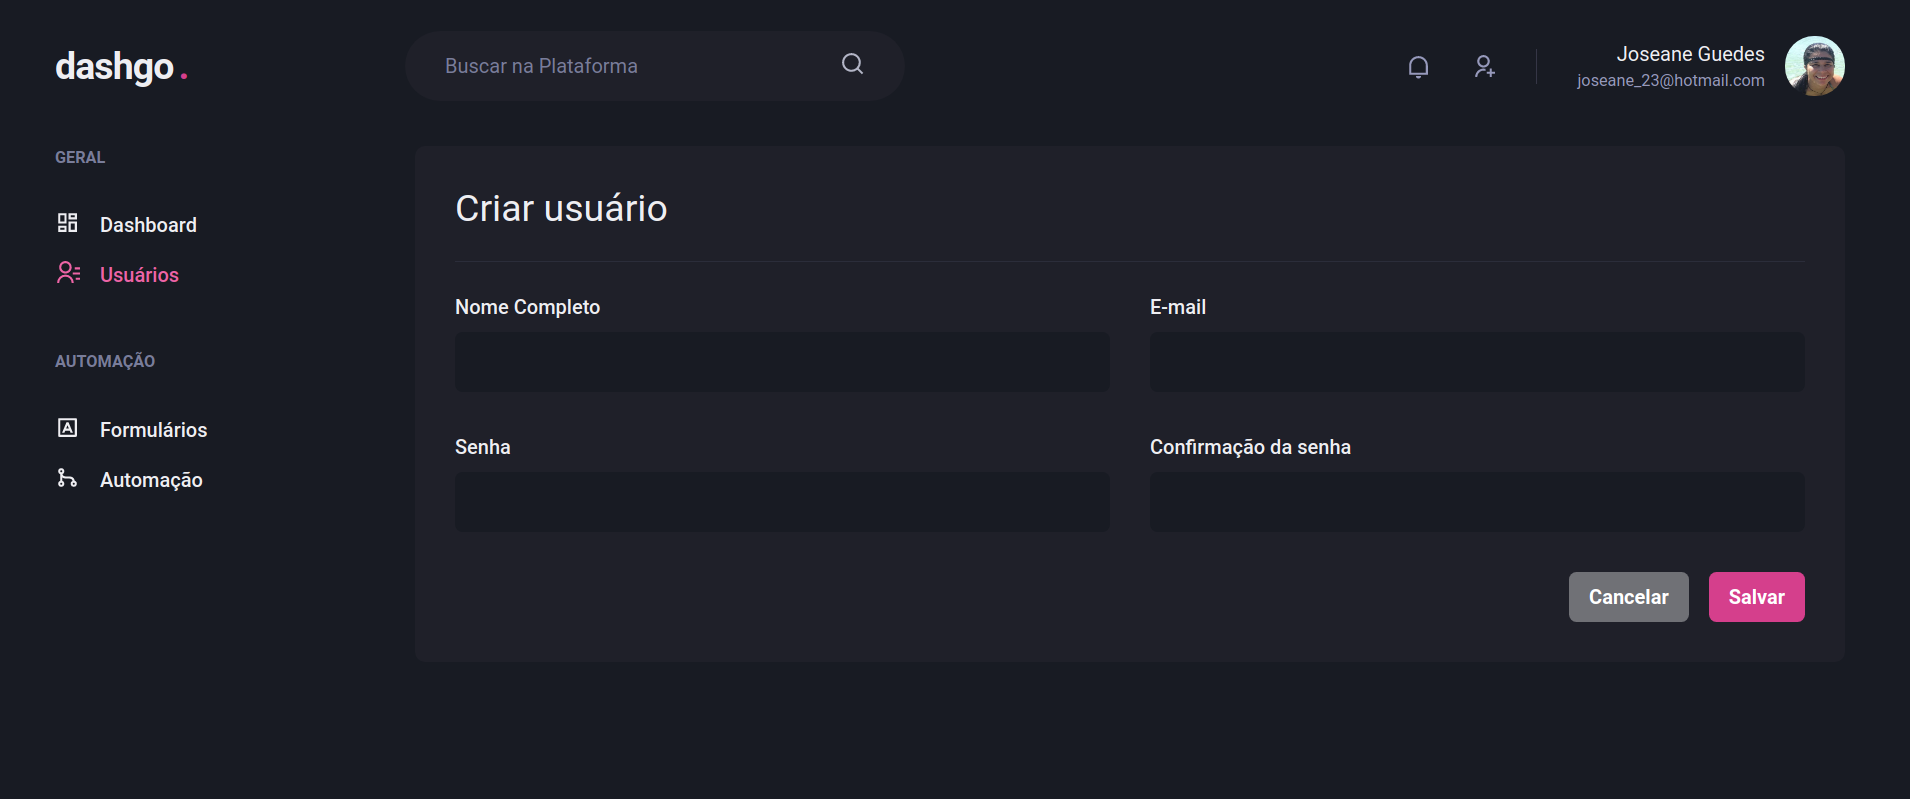 dashgo.
Buscar na Plataforma
Joseane Guedes
joseane_23@hotmail.com
GERAL
Dashboard
Usuários
AUTOMAÇÃO
Formulários
Automação
Criar usuário
Nome Completo
E-mail
Senha
Confirmação da senha
Cancelar
Salvar